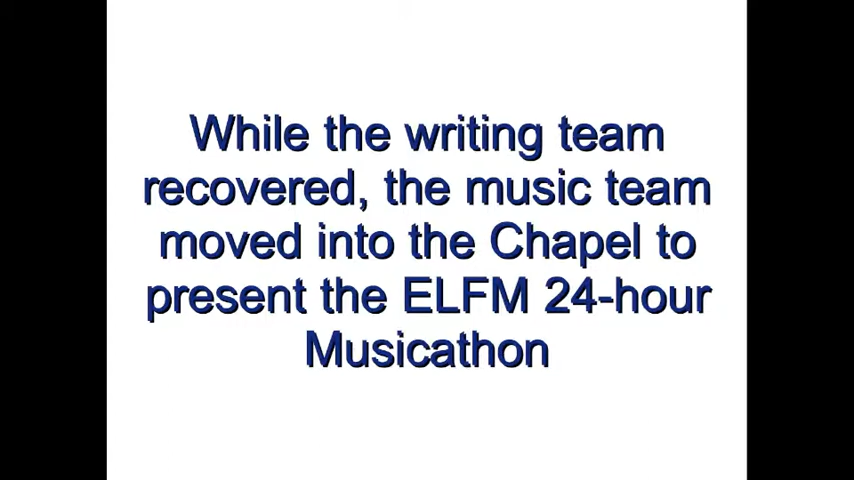 While the writing team
recovered, the music team
moved into the Chapel to
present the ELFM 24-hour
Musicathon